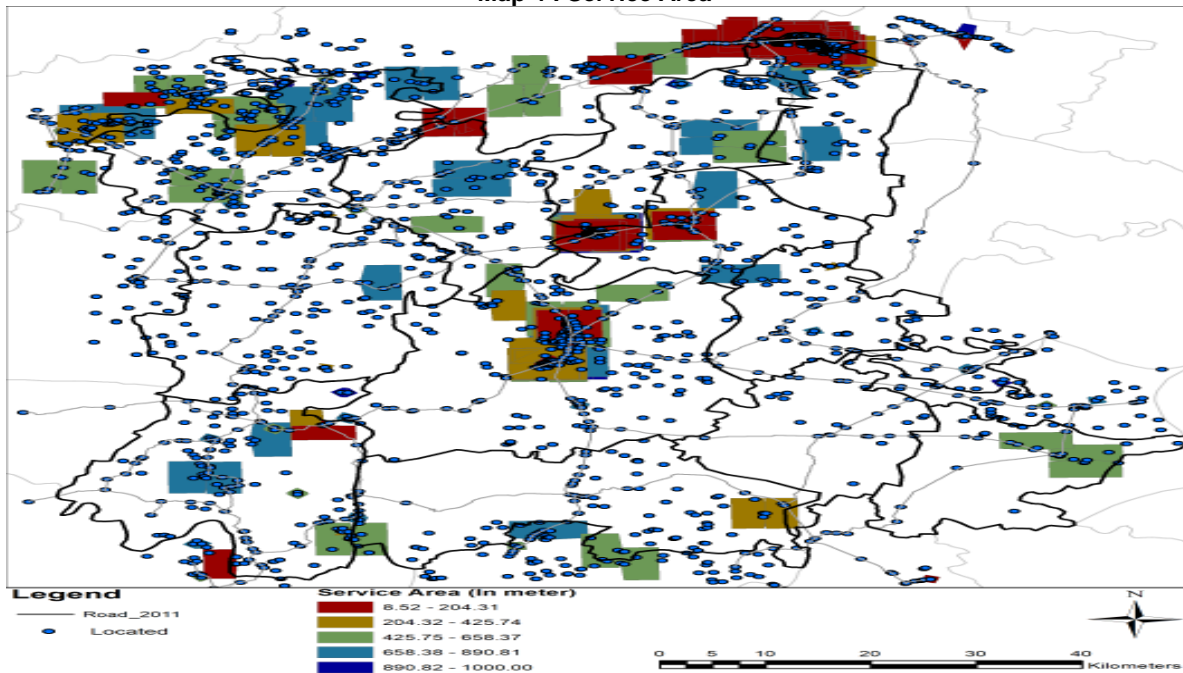 Legend
Road_2011
Located
Service Area (In meter)
8.52 - 204.31
204.32 - 425.74
425.75 - 658.37
658.38 - 890.81
890.82 - 1000.00
N
0 5 10 20 30 40
Kilometers